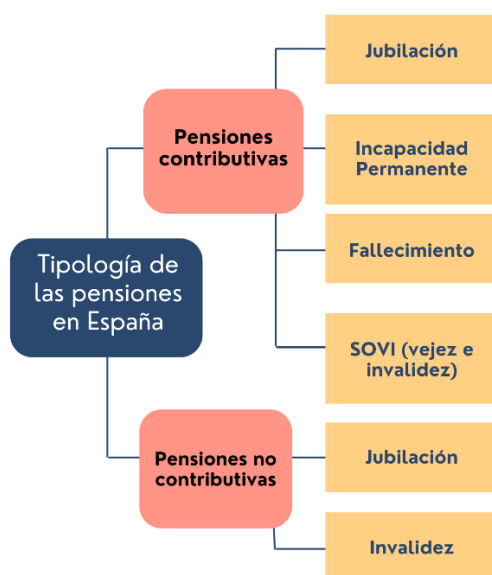 Tipología de
las pensiones
en España
Pensiones
contributivas
Jubilación
Incapacidad
Permanente
Fallecimiento
SOVI (vejez e
invalidez)
Pensiones no
contributivas
Jubilación
Invalidez